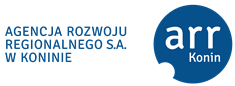 AGENCJA ROZWOJU
REGIONALNEGO S.A.
W KONINIE
arr
Konin